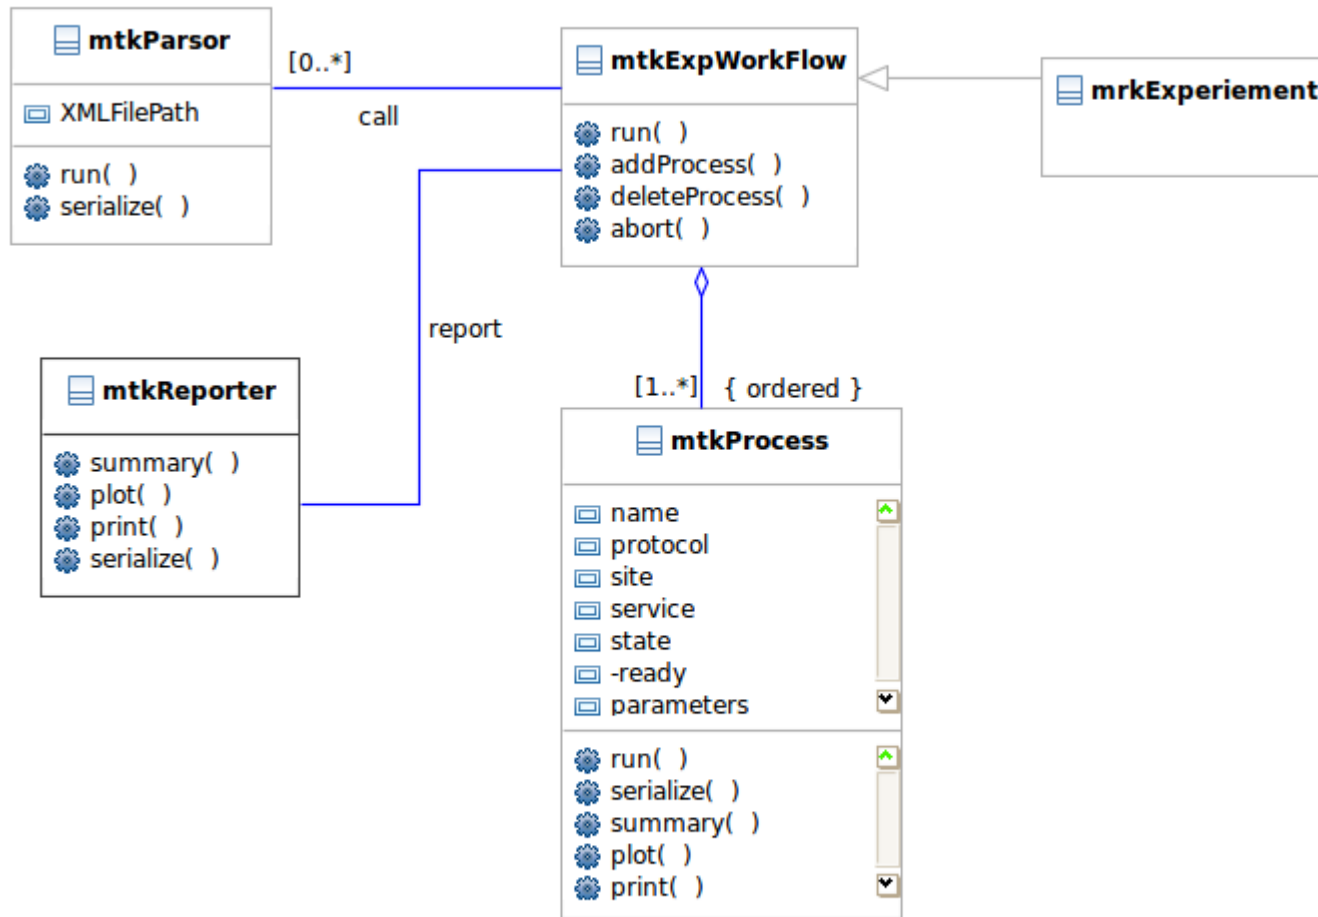 mtkParsor
XMLFilePath
run(  )
serialize(  )
[0..*]
call
mtkExpWorkFlow
run(  )
addProcess(  )
deleteProcess(  )
abort(  )
mrkExperiement
report
mtkReporter
summary(  )
plot(  )
print(  )
serialize(  )
[1..*] { ordered }
mtkProcess
name
protocol
site
service
state
-ready
parameters
run(  )
serialize(  )
summary(  )
plot(  )
print(  )